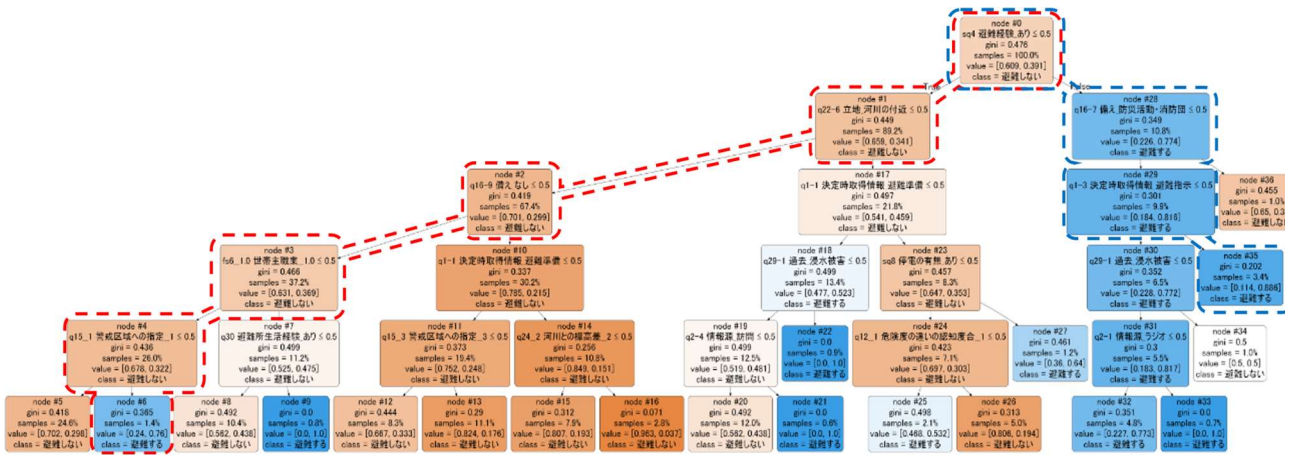 node #0
sq4 避難経験_あり ≤ 0.5
gini = 0.476
samples = 100.0%
value = [0.609, 0.391]
class = 避難しない
True
node #1
q22-6 立地_河川の付近 ≤ 0.5
gini = 0.449
samples = 89.2%
value = [0.659, 0.341]
class = 避難しない
node #28
q16-7 備え_防災活動・消防団 ≤ 0.5
gini = 0.349
samples = 10.8%
value = [0.226, 0.774]
class = 避難する
node #2
q16-9 備え_なし ≤ 0.5
gini = 0.419
samples = 67.4%
value = [0.701, 0.299]
class = 避難しない
node #17
q1-1 決定時取得情報_避難準備 ≤ 0.5
gini = 0.497
samples = 21.8%
value = [0.541, 0.459]
class = 避難しない
node #29
q1-3 決定時取得情報_避難指示 ≤ 0.5
gini = 0.301
samples = 9.9%
value = [0.184, 0.816]
class = 避難する
node #36
gini = 0.455
samples = 1.0%
value = [0.65, 0.3
class = 避難しな
node #3
fs6_1.0 世帯主職業_1.0 ≤ 0.5
gini = 0.466
samples = 37.2%
value = [0.631, 0.369]
class = 避難しない
node #10
q1-1 決定時取得情報_避難準備 ≤ 0.5
gini = 0.337
samples = 30.2%
value = [0.785, 0.215]
class = 避難しない
node #18
q29-1 過去_浸水被害 ≤ 0.5
gini = 0.499
samples = 13.4%
value = [0.477, 0.523]
class = 避難する
node #23
sq8 停電の有無_あり ≤ 0.5
gini = 0.457
samples = 8.3%
value = [0.647, 0.353]
class = 避難しない
node #30
q29-1 過去_浸水被害 ≤ 0.5
gini = 0.352
samples = 6.5%
value = [0.228, 0.772]
class = 避難する
node #35
gini = 0.202
samples = 3.4%
value = [0.114, 0.886]
class = 避難する
node #4
q15_1 警戒区域への指定_1 ≤ 0.5
gini = 0.436
samples = 26.0%
value = [0.678, 0.322]
class = 避難しない
node #7
q30 避難所生活経験_あり ≤ 0.5
gini = 0.499
samples = 11.2%
value = [0.525, 0.475]
class = 避難しない
node #11
q15_3 警戒区域への指定_3 ≤ 0.5
gini = 0.373
samples = 19.4%
value = [0.752, 0.248]
class = 避難しない
node #14
q24_2 河川との標高差_2 ≤ 0.5
gini = 0.256
samples = 10.8%
value = [0.849, 0.151]
class = 避難しない
node #19
q2-4 情報源_訪問 ≤ 0.5
gini = 0.499
samples = 12.5%
value = [0.519, 0.481]
class = 避難しない
node #22
gini = 0.0
samples = 0.9%
value = [0.0, 1.0]
class = 避難する
node #24
q12_1 危険度の違いの認知度合_1 ≤ 0.5
gini = 0.423
samples = 7.1%
value = [0.697, 0.303]
class = 避難しない
node #27
gini = 0.461
samples = 1.2%
value = [0.36, 0.64]
class = 避難する
node #31
q2-1 情報源_ラジオ ≤ 0.5
gini = 0.3
samples = 5.5%
value = [0.183, 0.817]
class = 避難する
node #34
gini = 0.5
samples = 1.0%
value = [0.5, 0.5]
class = 避難しない
node #5
gini = 0.418
samples = 24.6%
value = [0.702, 0.298]
class = 避難しない
node #6
gini = 0.365
samples = 1.4%
value = [0.24, 0.76]
class = 避難する
node #8
gini = 0.492
samples = 10.4%
value = [0.562, 0.438]
class = 避難しない
node #9
gini = 0.0
samples = 0.8%
value = [0.0, 1.0]
class = 避難する
node #12
gini = 0.444
samples = 8.3%
value = [0.667, 0.333]
class = 避難しない
node #13
gini = 0.29
samples = 11.1%
value = [0.824, 0.176]
class = 避難しない
node #15
gini = 0.312
samples = 7.9%
value = [0.807, 0.193]
class = 避難しない
node #16
gini = 0.071
samples = 2.8%
value = [0.963, 0.037]
class = 避難しない
node #20
gini = 0.492
samples = 12.0%
value = [0.562, 0.438]
class = 避難しない
node #21
gini = 0.0
samples = 0.6%
value = [0.0, 1.0]
class = 避難する
node #25
gini = 0.498
samples = 2.1%
value = [0.468, 0.532]
class = 避難する
node #26
gini = 0.313
samples = 5.0%
value = [0.806, 0.194]
class = 避難しない
node #32
gini = 0.351
samples = 4.8%
value = [0.227, 0.773]
class = 避難する
node #33
gini = 0.0
samples = 0.7%
value = [0.0, 1.0]
class = 避難する